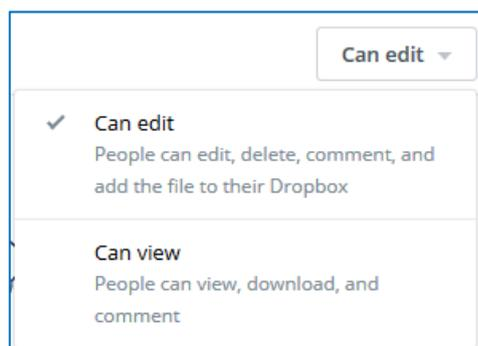 Can edit
Can edit
People can edit, delete, comment, and
add the file to their Dropbox
Can view
People can view, download, and
comment